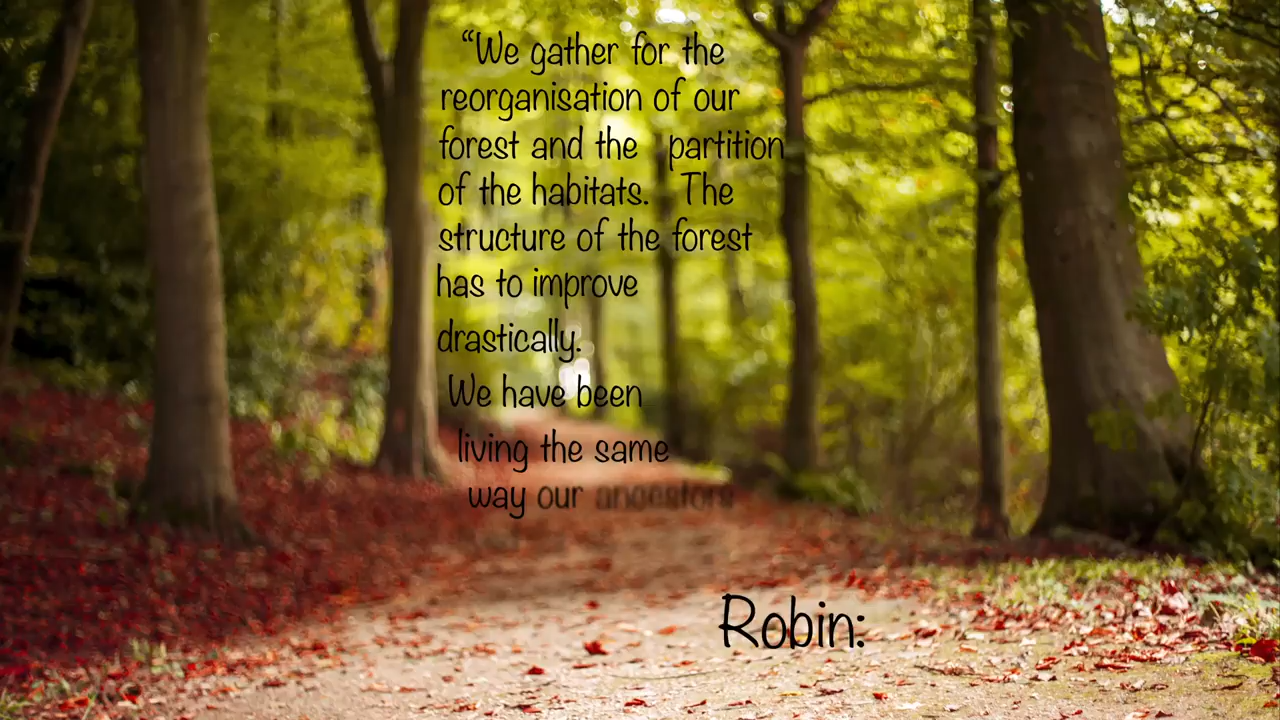 “We gather for the
reorganisation of our
forest and the partition
of the habitats. The
structure of the forest
has to improve
drastically.
We have been
living the same
way our ancestors
Robin: